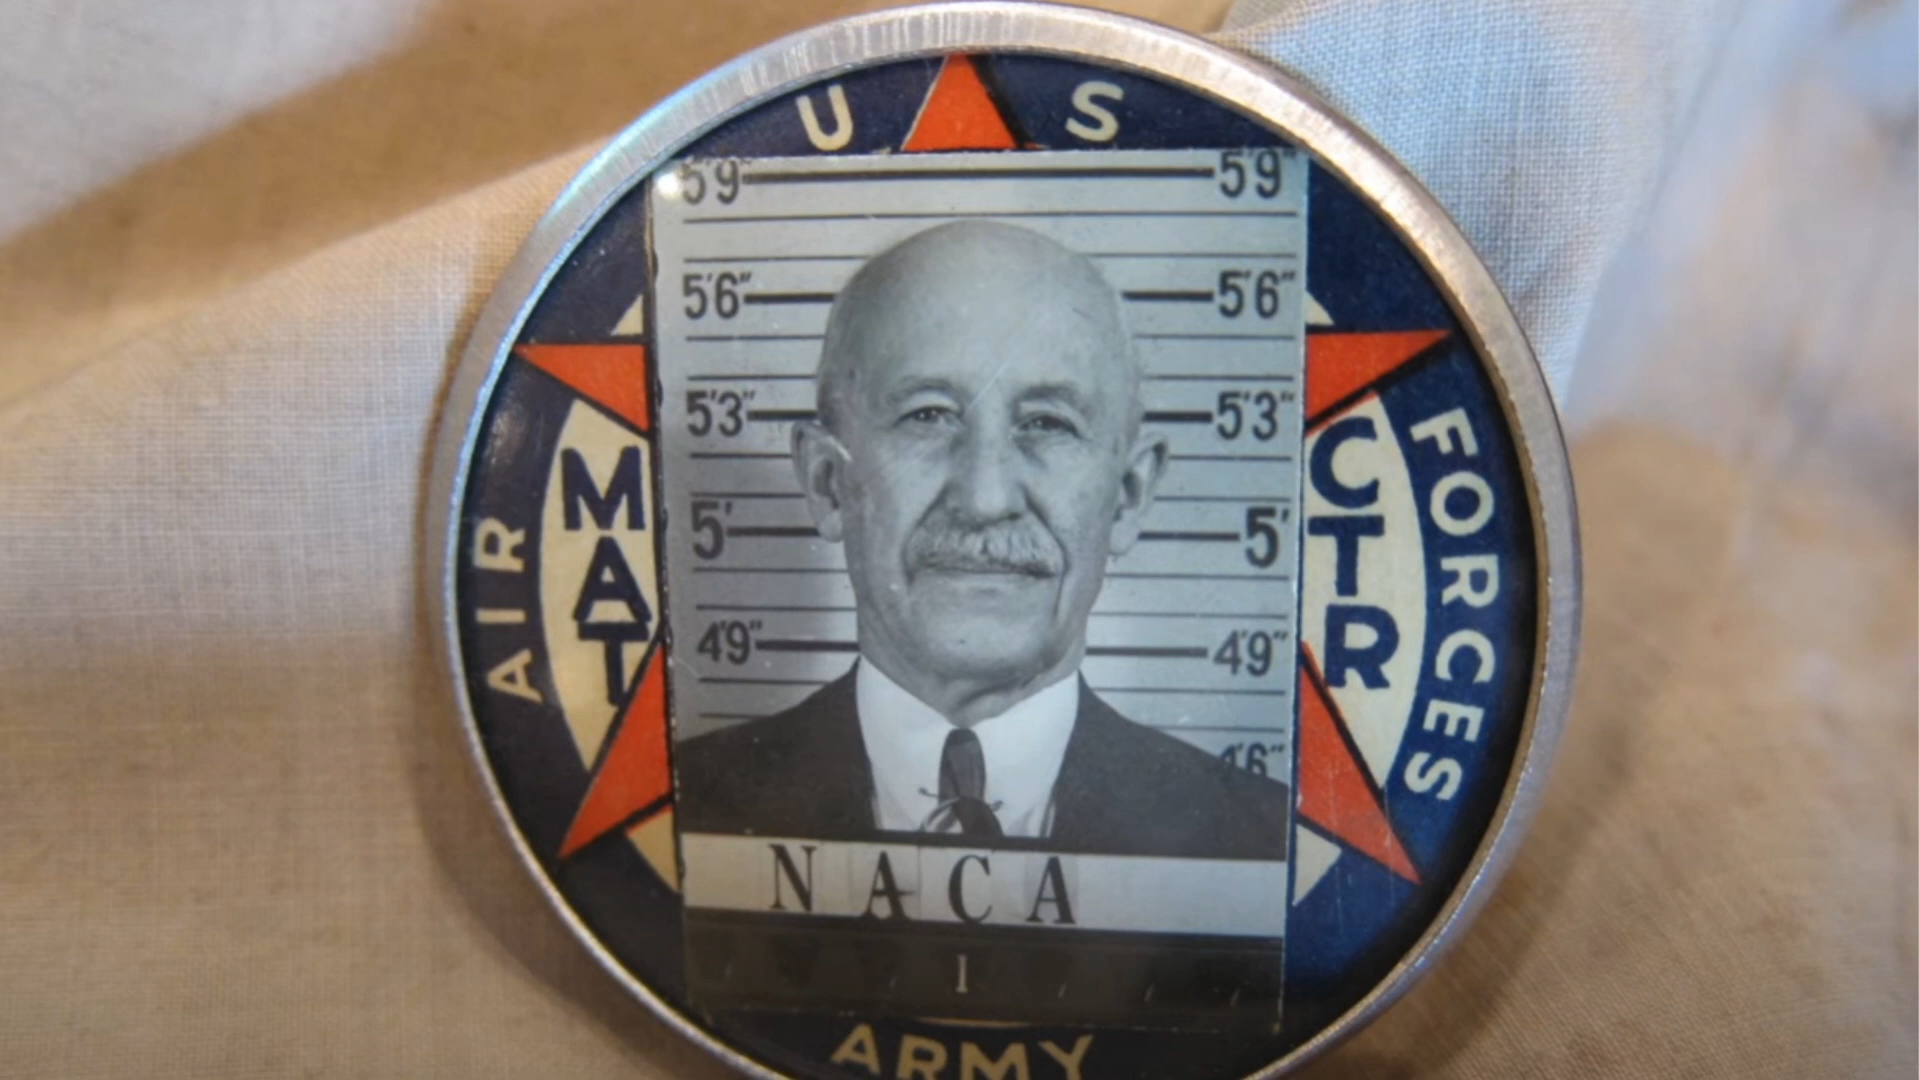 U S
AIR
FORCES
ARMY
MAT
CTR
5'9" 5'9
5'6" 5'6"
5'3" 5'3"
5' 5'
4'9" 4'9"
4'6"
NACA
1